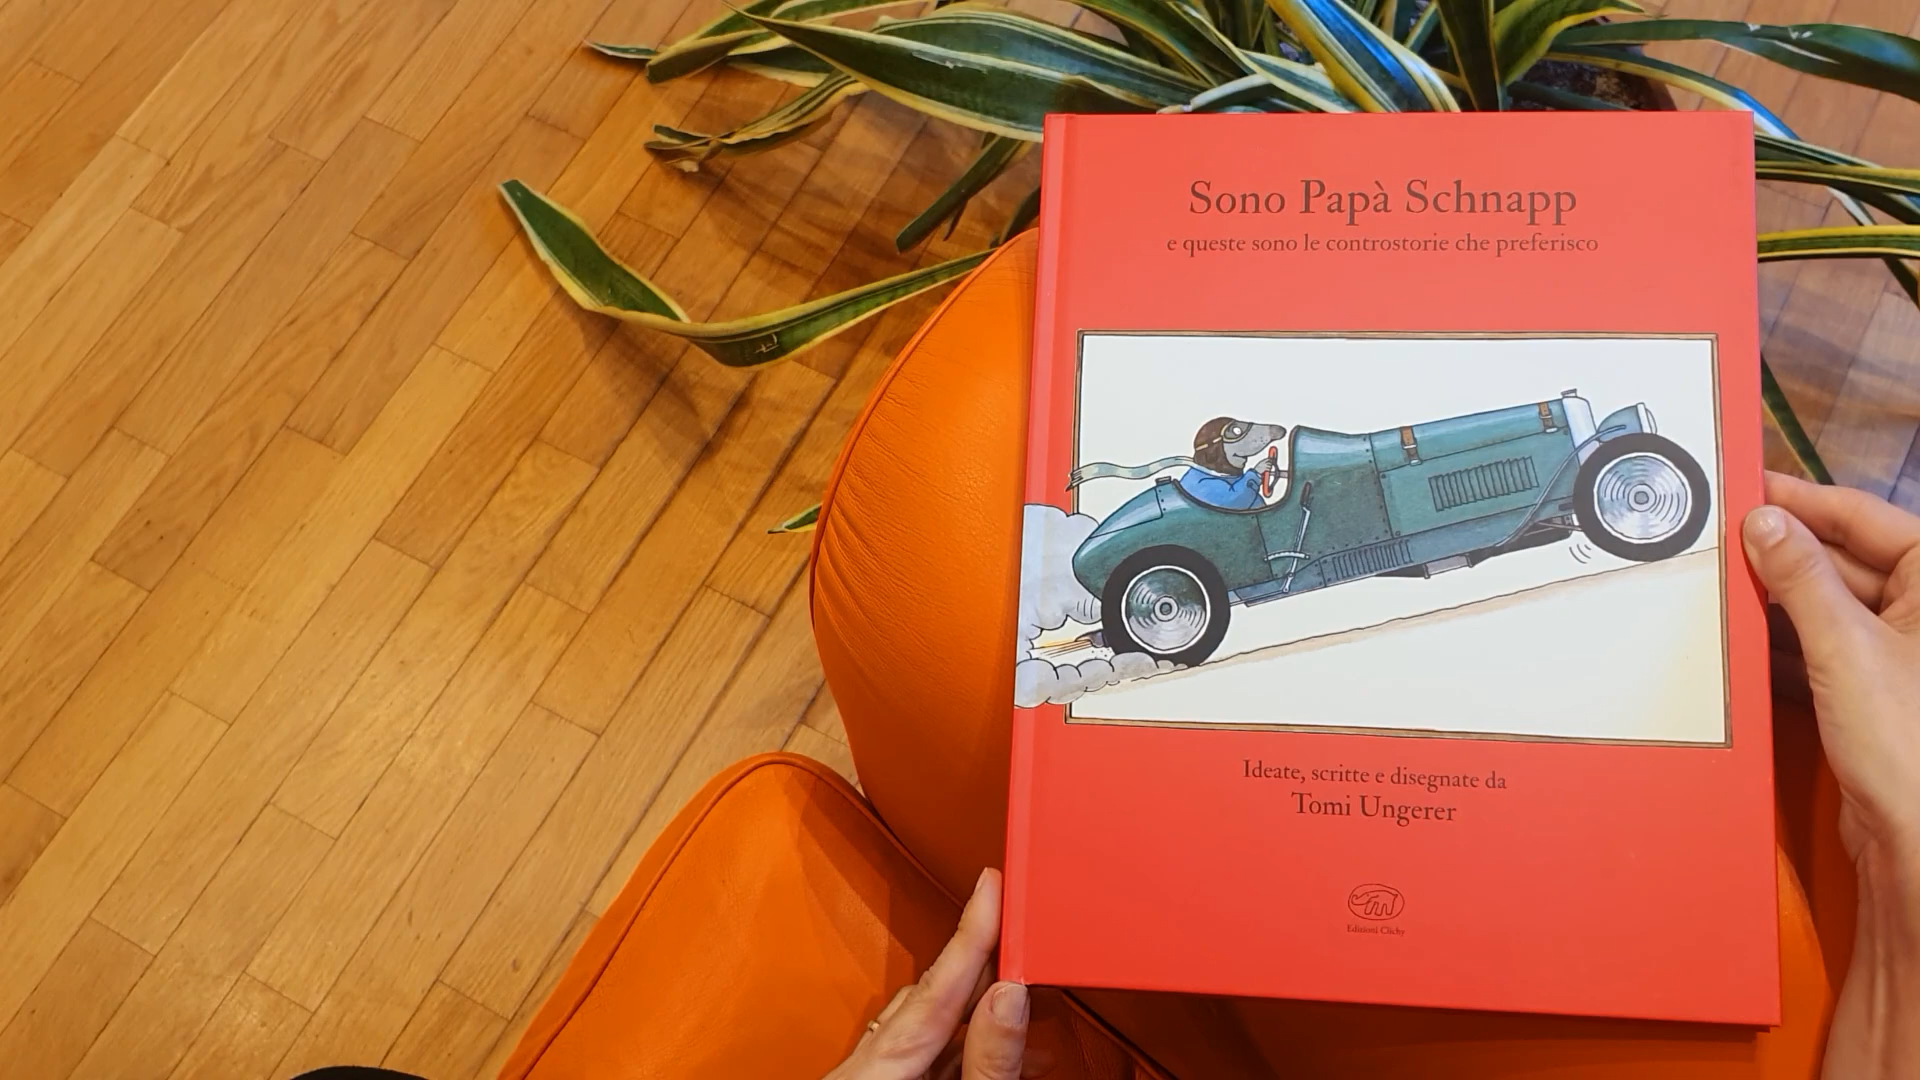 Sono Papà Schnapp
e queste sono le controstorie che preferisco
Ideate, scritte e disegnate da
Tomi Ungerer
Edizioni Clichy